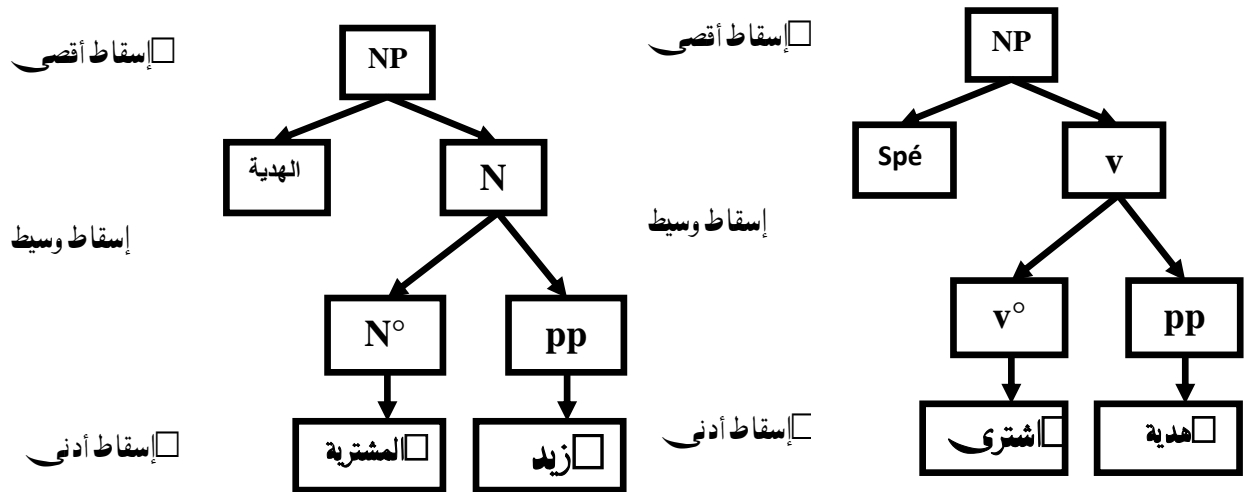 إسقاط أقصى
NP
إسقاط أقصى
NP
Spé
v
الهدية
N
إسقاط وسيط
إسقاط وسيط
v°
pp
N°
pp
إسقاط أدنى
اشترى
هدية
إسقاط أدنى
المشترية
زيد